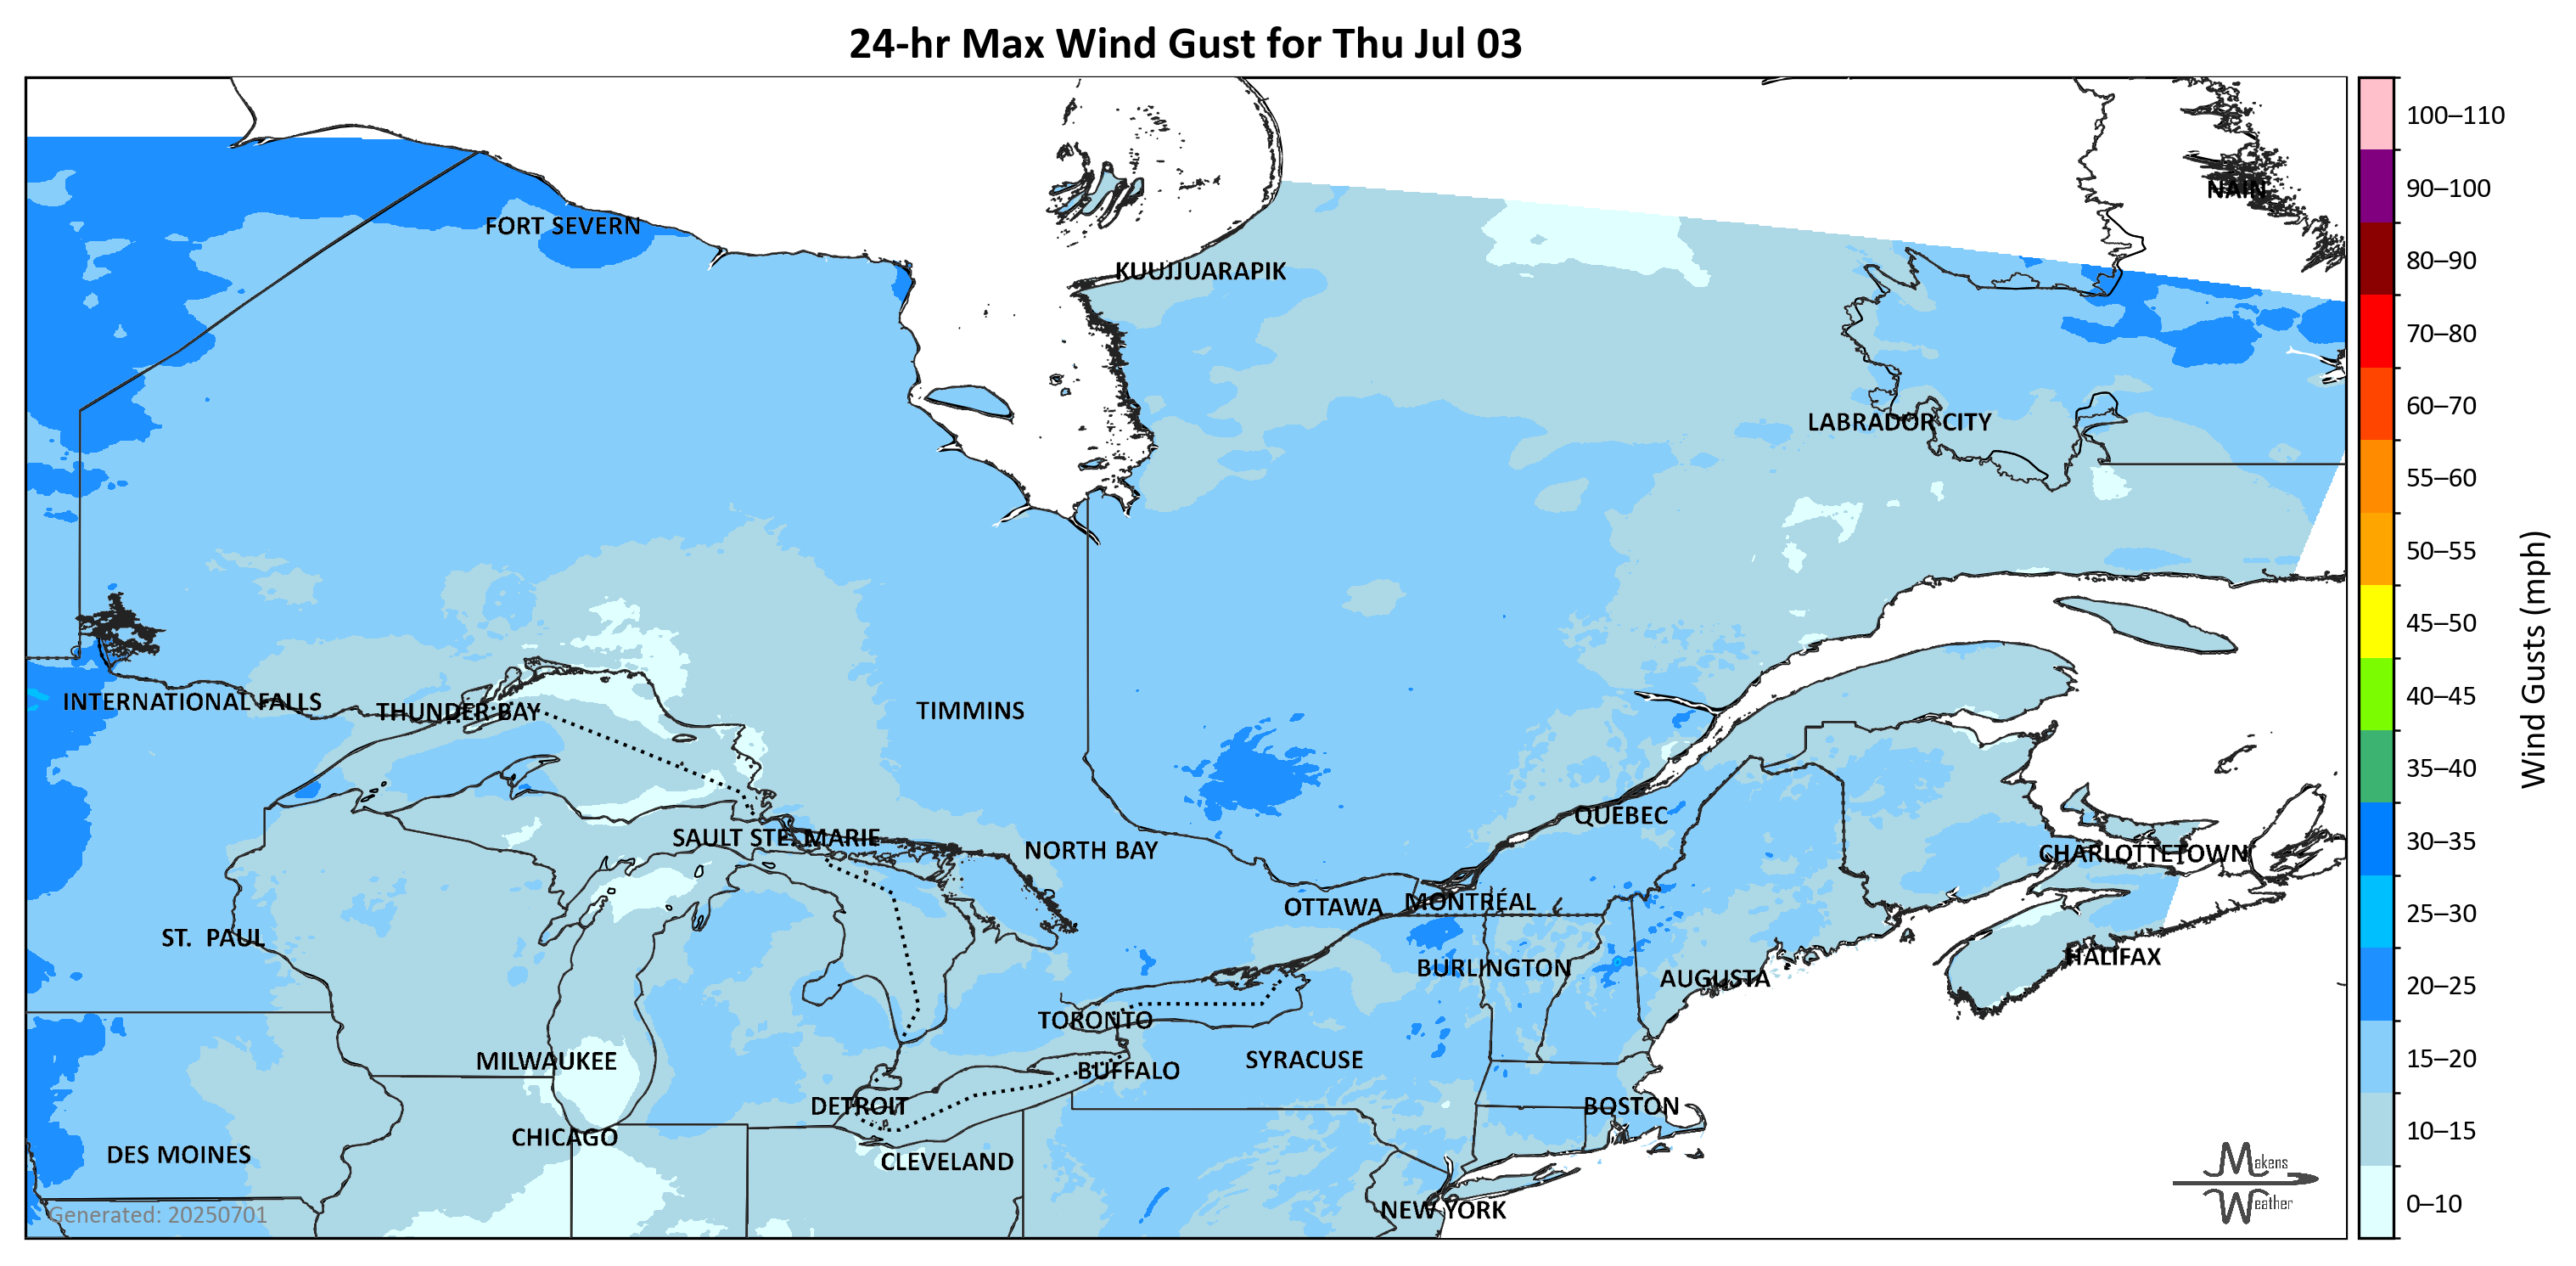 24-hr Max Wind Gust for Thu Jul 03
NAIN
FORT SEVERN
KUUJJUARAPIK
LABRADOR CITY
INTERNATIONAL FALLS
THUNDER BAY
TIMMINS
SAULT STE. MARIE
NORTH BAY
QUEBEC
CHARLOTTETOWN
OTTAWA
MONTRÉAL
ST. PAUL
BURLINGTON
AUGUSTA
HALIFAX
TORONTO
MILWAUKEE
BUFFALO
SYRACUSE
DETROIT
BOSTON
CHICAGO
DES MOINES
CLEVELAND
NEW YORK
Generated: 20250701
Makens
Weather
100–110
90–100
80–90
70–80
60–70
55–60
50–55
45–50
40–45
35–40
30–35
25–30
20–25
15–20
10–15
0–10
Wind Gusts (mph)